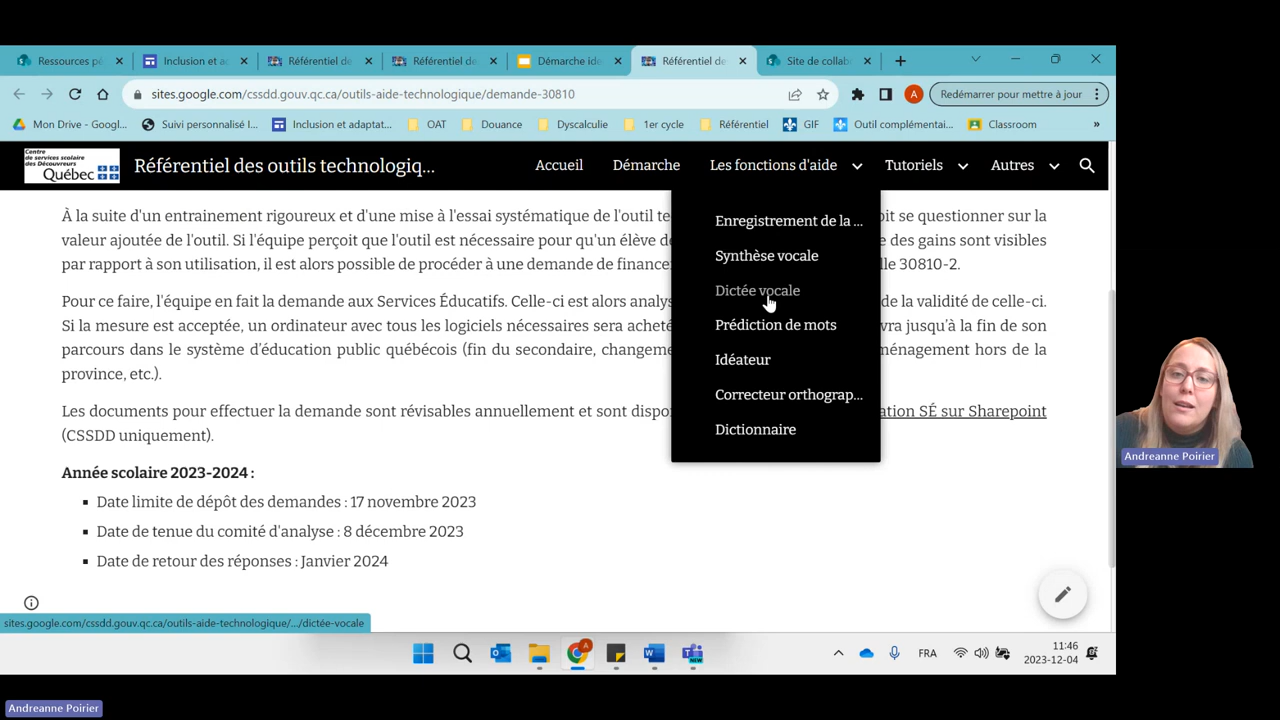 Ressources pé
Inclusion et ac
Référentiel de
Référentiel des
Démarche ide
Référentiel des
Site de collab
sites.google.com/cssdd.gouv.qc.ca/outils-aide-technologique/demande-30810
A
Redémarrer pour mettre à jour
Mon Drive - Googl...
Suivi personnalisé I...
Inclusion et adaptat...
OAT
Douance
Dyscalculie
1er cycle
Référentiel
GIF
Outil complémentai...
Classroom
»
Centre
de services scolaire
des Découvreurs
Québec
Référentiel des outils technologiq...
Accueil
Démarche
Les fonctions d'aide
Tutoriels
Autres
Enregistrement de la ...
Synthèse vocale
Dictée vocale
Prédiction de mots
Idéateur
Correcteur orthograp...
Dictionnaire
À la suite d'un entrainement rigoureux et d'une mise à l'essai systématique de l'outil te oit se questionner sur la
valeur ajoutée de l'outil. Si l'équipe perçoit que l'outil est nécessaire pour qu'un élève de e des gains sont visibles
par rapport à son utilisation, il est alors possible de procéder à une demande de finance lle 30810-2.
Pour ce faire, l'équipe en fait la demande aux Services Éducatifs. Celle-ci est alors analys de la validité de celle-ci.
Si la mesure est acceptée, un ordinateur avec tous les logiciels nécessaires sera acheté vra jusqu'à la fin de son
parcours dans le système d'éducation public québécois (fin du secondaire, changeme ménagement hors de la
province, etc.).
Les documents pour effectuer la demande sont révisables annuellement et sont dispo ation SÉ sur Sharepoint
(CSSDD uniquement).
Année scolaire 2023-2024 :
▪ Date limite de dépôt des demandes : 17 novembre 2023
▪ Date de tenue du comité d'analyse : 8 décembre 2023
▪ Date de retour des réponses : Janvier 2024
sites.google.com/cssdd.gouv.qc.ca/outils-aide-technologique/.../dictée-vocale
NEW
FRA
11:46
2023-12-04
Andreanne Poirier
Andreanne Poirier